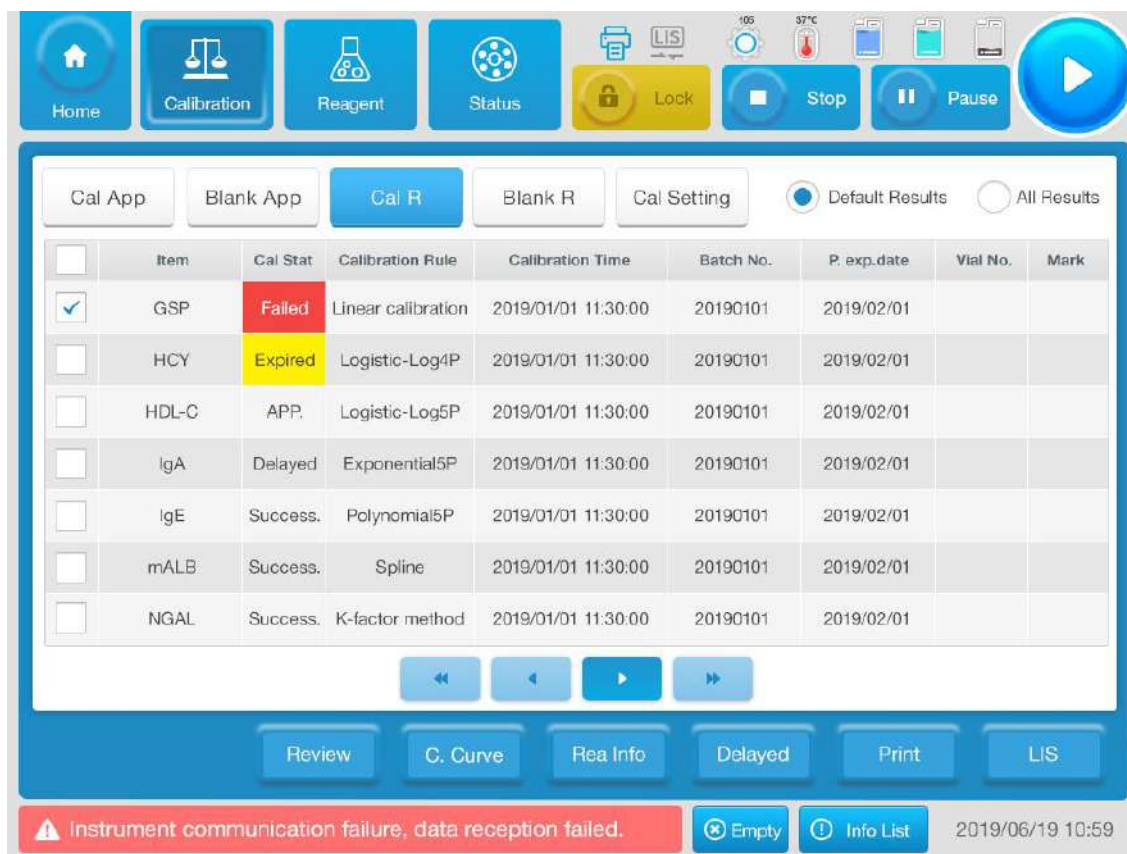 105 37°C
LIS
Home Calibration Reagent Status Lock Stop Pause
Cal App Blank App Cal R Blank R Cal Setting Default Results All Results
Item Cal Stat Calibration Rule Calibration Time Batch No. P. exp.date Vial No. Mark
GSP Failed Linear calibration 2019/01/01 11:30:00 20190101 2019/02/01
HCY Expired Logistic-Log4P 2019/01/01 11:30:00 20190101 2019/02/01
HDL-C APP. Logistic-Log5P 2019/01/01 11:30:00 20190101 2019/02/01
IgA Delayed Exponential5P 2019/01/01 11:30:00 20190101 2019/02/01
IgE Success. Polynomial5P 2019/01/01 11:30:00 20190101 2019/02/01
mALB Success. Spline 2019/01/01 11:30:00 20190101 2019/02/01
NGAL Success. K-factor method 2019/01/01 11:30:00 20190101 2019/02/01
Review C. Curve Rea Info Delayed Print LIS
Instrument communication failure, data reception failed. Empty Info List 2019/06/19 10:59